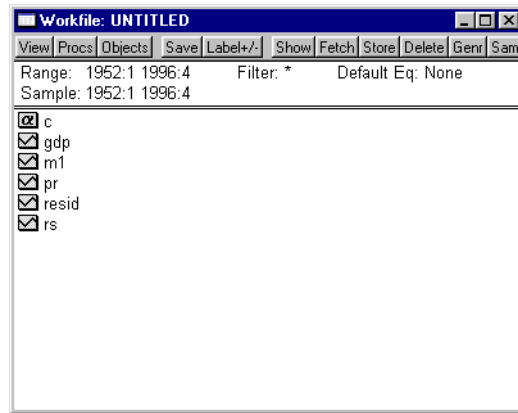 Workfile: UNTITLED
View Procs Objects Save Label+/- Show Fetch Store Delete Genr Sam
Range: 1952:1 1996:4 Filter: * Default Eq: None
Sample: 1952:1 1996:4
α c
gdp
m1
pr
resid
rs